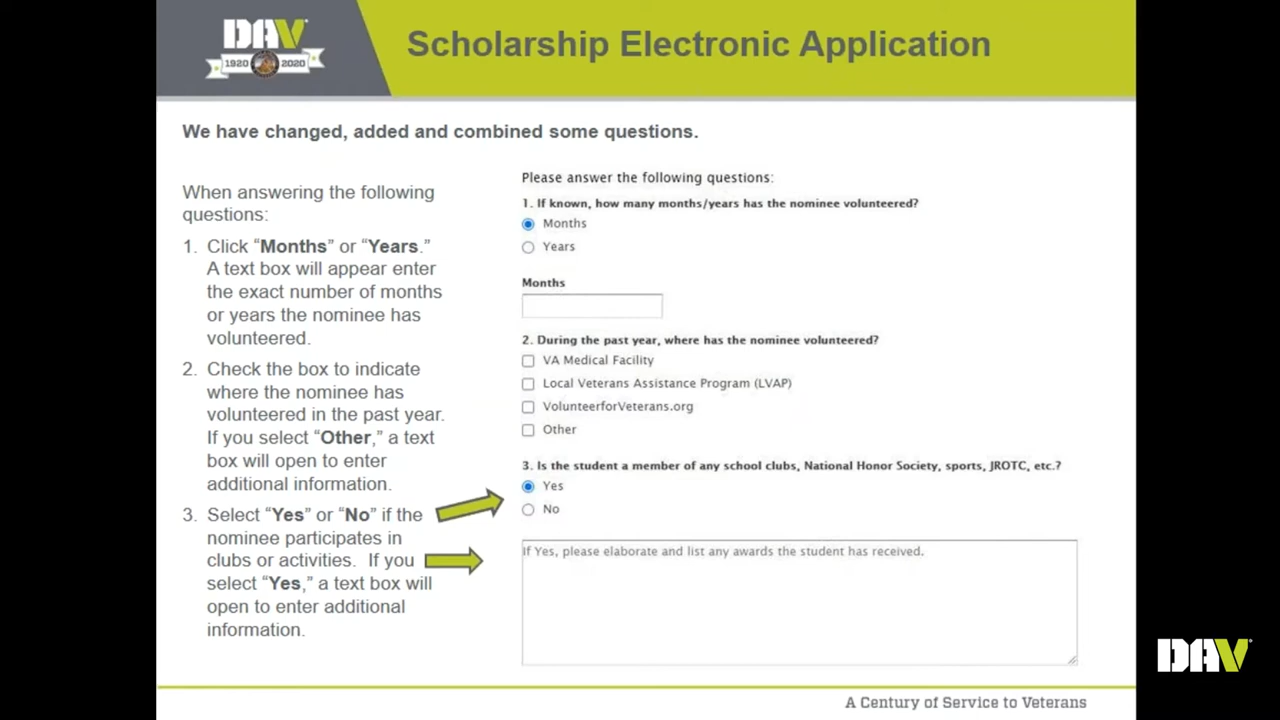 DAV
1920 2020
Scholarship Electronic Application
We have changed, added and combined some questions.
When answering the following
questions:
1. Click “Months” or “Years.”
A text box will appear enter
the exact number of months
or years the nominee has
volunteered.
2. Check the box to indicate
where the nominee has
volunteered in the past year.
If you select “Other,” a text
box will open to enter
additional information.
3. Select “Yes” or “No” if the
nominee participates in
clubs or activities. If you
select “Yes,” a text box will
open to enter additional
information.
Please answer the following questions:
1. If known, how many months/years has the nominee volunteered?
Months
Years
Months
2. During the past year, where has the nominee volunteered?
VA Medical Facility
Local Veterans Assistance Program (LVAP)
VolunteerforVeterans.org
Other
3. Is the student a member of any school clubs, National Honor Society, sports, JROTC, etc.?
Yes
No
If Yes, please elaborate and list any awards the student has received.
A Century of Service to Veterans
DAV